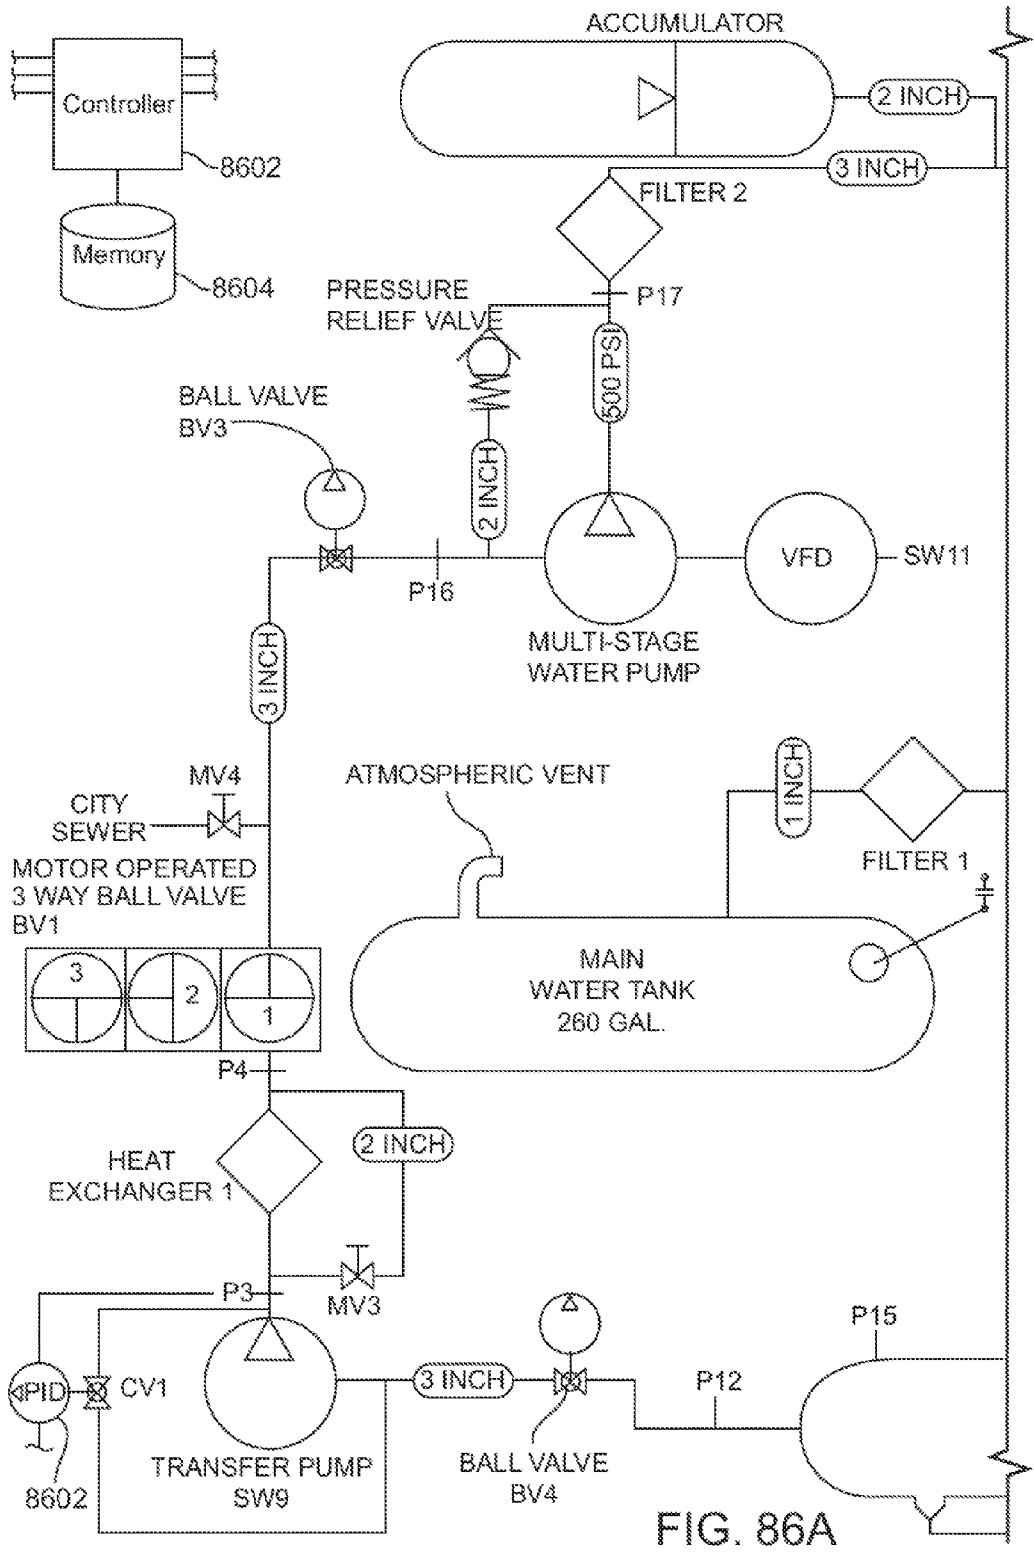 ACCUMULATOR
Controller
8602
2 INCH
3 INCH
FILTER 2
Memory
8604
P17
PRESSURE
RELIEF VALVE
500 PSI
BALL VALVE
BV3
2 INCH
VFD
SW11
P16
MULTI-STAGE
WATER PUMP
3 INCH
MV4
CITY
SEWER
ATMOSPHERIC VENT
1 INCH
FILTER 1
MOTOR OPERATED
3 WAY BALL VALVE
BV1
3
2
1
MAIN
WATER TANK
260 GAL.
P4
2 INCH
HEAT
EXCHANGER 1
P3
MV3
P15
PID
CV1
3 INCH
P12
TRANSFER PUMP
SW9
BALL VALVE
BV4
8602
FIG. 86A